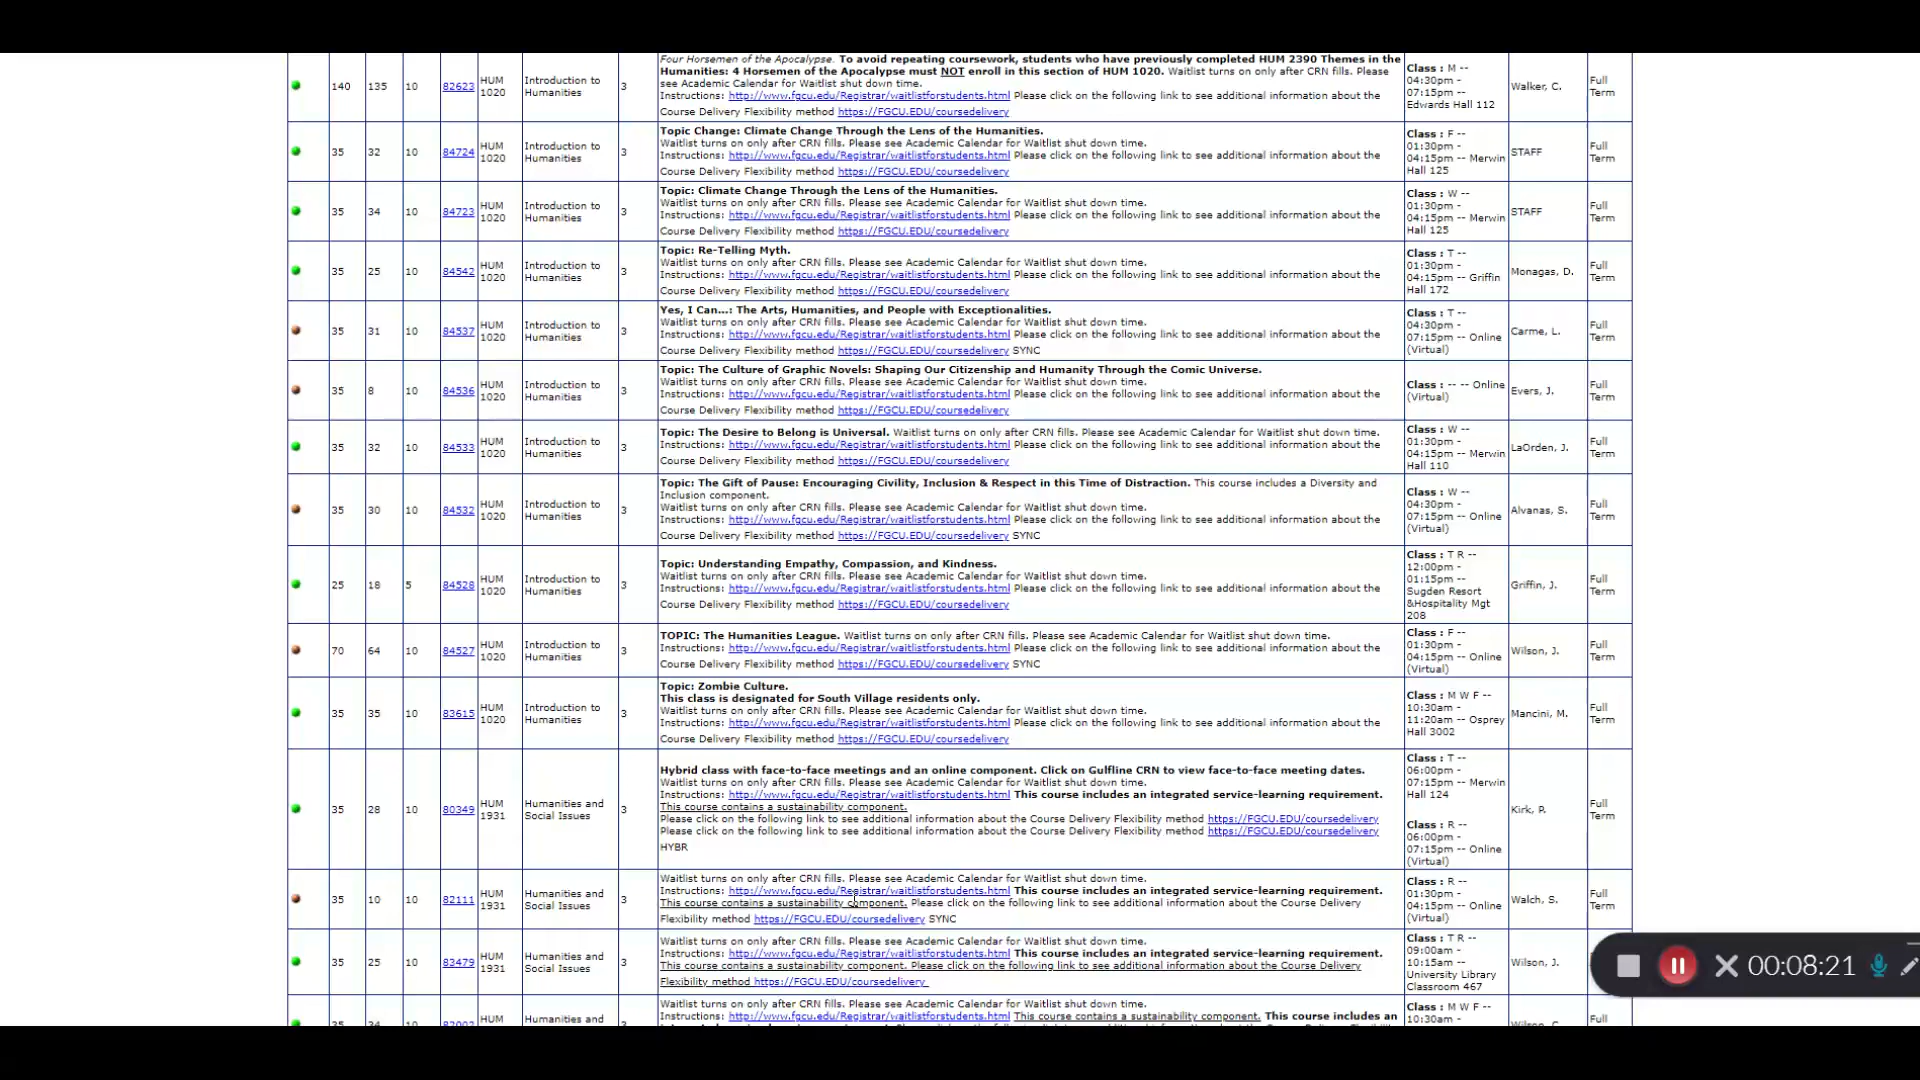 Four Horsemen of the Apocalypse. To avoid repeating coursework, students who have previously completed HUM 2390 Themes in the
Humanities: 4 Horsemen of the Apocalypse must NOT enroll in this section of HUM 1020. Waitlist turns on only after CRN fills. Please
see Academic Calendar for Waitlist shut down time.
Instructions: http://www.fgcu.edu/Registrar/waitlistforstudents.html Please click on the following link to see additional information about the
Course Delivery Flexibility method https://FGCU.EDU/coursedelivery
140 135 10 82623 HUM 1020 Introduction to Humanities 3
Class : M --
04:30pm -
07:15pm --
Edwards Hall 112
Walker, C.
Full Term
35 32 10 84724 HUM 1020 Introduction to Humanities 3
Topic Change: Climate Change Through the Lens of the Humanities.
Waitlist turns on only after CRN fills. Please see Academic Calendar for Waitlist shut down time.
Instructions: http://www.fgcu.edu/Registrar/waitlistforstudents.html Please click on the following link to see additional information about the
Course Delivery Flexibility method https://FGCU.EDU/coursedelivery
Class : F --
01:30pm -
04:15pm -- Merwin
Hall 125
STAFF
Full Term
35 34 10 84723 HUM 1020 Introduction to Humanities 3
Topic: Climate Change Through the Lens of the Humanities.
Waitlist turns on only after CRN fills. Please see Academic Calendar for Waitlist shut down time.
Instructions: http://www.fgcu.edu/Registrar/waitlistforstudents.html Please click on the following link to see additional information about the
Course Delivery Flexibility method https://FGCU.EDU/coursedelivery
Class : W --
01:30pm -
04:15pm -- Merwin
Hall 125
STAFF
Full Term
35 25 10 84542 HUM 1020 Introduction to Humanities 3
Topic: Re-Telling Myth.
Waitlist turns on only after CRN fills. Please see Academic Calendar for Waitlist shut down time.
Instructions: http://www.fgcu.edu/Registrar/waitlistforstudents.html Please click on the following link to see additional information about the
Course Delivery Flexibility method https://FGCU.EDU/coursedelivery
Class : T --
01:30pm -
04:15pm -- Griffin
Hall 172
Monagas, D.
Full Term
35 31 10 84537 HUM 1020 Introduction to Humanities 3
Yes, I Can...: The Arts, Humanities, and People with Exceptionalities.
Waitlist turns on only after CRN fills. Please see Academic Calendar for Waitlist shut down time.
Instructions: http://www.fgcu.edu/Registrar/waitlistforstudents.html Please click on the following link to see additional information about the
Course Delivery Flexibility method https://FGCU.EDU/coursedelivery SYNC
Class : T --
04:30pm -
07:15pm -- Online
(Virtual)
Carme, L.
Full Term
35 8 10 84536 HUM 1020 Introduction to Humanities 3
Topic: The Culture of Graphic Novels: Shaping Our Citizenship and Humanity Through the Comic Universe.
Waitlist turns on only after CRN fills. Please see Academic Calendar for Waitlist shut down time.
Instructions: http://www.fgcu.edu/Registrar/waitlistforstudents.html Please click on the following link to see additional information about the
Course Delivery Flexibility method https://FGCU.EDU/coursedelivery
Class : -- -- Online
(Virtual)
Evers, J.
Full Term
35 32 10 84533 HUM 1020 Introduction to Humanities 3
Topic: The Desire to Belong is Universal. Waitlist turns on only after CRN fills. Please see Academic Calendar for Waitlist shut down time.
Instructions: http://www.fgcu.edu/Registrar/waitlistforstudents.html Please click on the following link to see additional information about the
Course Delivery Flexibility method https://FGCU.EDU/coursedelivery
Class : W --
01:30pm -
04:15pm -- Merwin
Hall 110
LaOrden, J.
Full Term
35 30 10 84532 HUM 1020 Introduction to Humanities 3
Topic: The Gift of Pause: Encouraging Civility, Inclusion & Respect in this Time of Distraction. This course includes a Diversity and
Inclusion component.
Waitlist turns on only after CRN fills. Please see Academic Calendar for Waitlist shut down time.
Instructions: http://www.fgcu.edu/Registrar/waitlistforstudents.html Please click on the following link to see additional information about the
Course Delivery Flexibility method https://FGCU.EDU/coursedelivery SYNC
Class : W --
04:30pm -
07:15pm -- Online
(Virtual)
Alvanas, S.
Full Term
25 18 5 84528 HUM 1020 Introduction to Humanities 3
Topic: Understanding Empathy, Compassion, and Kindness.
Waitlist turns on only after CRN fills. Please see Academic Calendar for Waitlist shut down time.
Instructions: http://www.fgcu.edu/Registrar/waitlistforstudents.html Please click on the following link to see additional information about the
Course Delivery Flexibility method https://FGCU.EDU/coursedelivery
Class : T R --
12:00pm -
01:15pm --
Sugden Resort
&Hospitality Mgt
208
Griffin, J.
Full Term
70 64 10 84527 HUM 1020 Introduction to Humanities 3
TOPIC: The Humanities League. Waitlist turns on only after CRN fills. Please see Academic Calendar for Waitlist shut down time.
Instructions: http://www.fgcu.edu/Registrar/waitlistforstudents.html Please click on the following link to see additional information about the
Course Delivery Flexibility method https://FGCU.EDU/coursedelivery SYNC
Class : F --
01:30pm -
04:15pm -- Online
(Virtual)
Wilson, J.
Full Term
35 35 10 83615 HUM 1020 Introduction to Humanities 3
Topic: Zombie Culture.
This class is designated for South Village residents only.
Waitlist turns on only after CRN fills. Please see Academic Calendar for Waitlist shut down time.
Instructions: http://www.fgcu.edu/Registrar/waitlistforstudents.html Please click on the following link to see additional information about the
Course Delivery Flexibility method https://FGCU.EDU/coursedelivery
Class : M W F --
10:30am -
11:20am -- Osprey
Hall 3002
Mancini, M.
Full Term
35 28 10 80349 HUM 1931 Humanities and Social Issues 3
Hybrid class with face-to-face meetings and an online component. Click on Gulfline CRN to view face-to-face meeting dates.
Waitlist turns on only after CRN fills. Please see Academic Calendar for Waitlist shut down time.
Instructions: http://www.fgcu.edu/Registrar/waitlistforstudents.html This course includes an integrated service-learning requirement.
This course contains a sustainability component.
Please click on the following link to see additional information about the Course Delivery Flexibility method https://FGCU.EDU/coursedelivery
Please click on the following link to see additional information about the Course Delivery Flexibility method https://FGCU.EDU/coursedelivery
HYBR
Class : T --
06:00pm -
07:15pm -- Merwin
Hall 124
Class : R --
06:00pm -
07:15pm -- Online
(Virtual)
Kirk, P.
Full Term
35 10 10 82111 HUM 1931 Humanities and Social Issues 3
Waitlist turns on only after CRN fills. Please see Academic Calendar for Waitlist shut down time.
Instructions: http://www.fgcu.edu/Registrar/waitlistforstudents.html This course includes an integrated service-learning requirement.
This course contains a sustainability component. Please click on the following link to see additional information about the Course Delivery
Flexibility method https://FGCU.EDU/coursedelivery SYNC
Class : R --
01:30pm -
04:15pm -- Online
(Virtual)
Walch, S.
Full Term
35 25 10 83479 HUM 1931 Humanities and Social Issues 3
Waitlist turns on only after CRN fills. Please see Academic Calendar for Waitlist shut down time.
Instructions: http://www.fgcu.edu/Registrar/waitlistforstudents.html This course includes an integrated service-learning requirement.
This course contains a sustainability component. Please click on the following link to see additional information about the Course Delivery
Flexibility method https://FGCU.EDU/coursedelivery
Class : T R --
09:00am -
10:15am --
University Library
Classroom 467
Wilson, J.
00:08:21
HUM Humanities and
Waitlist turns on only after CRN fills. Please see Academic Calendar for Waitlist shut down time.
Instructions: http://www.fgcu.edu/Registrar/waitlistforstudents.html This course contains a sustainability component. This course includes an
Class : M W F --
10:30am -
Full